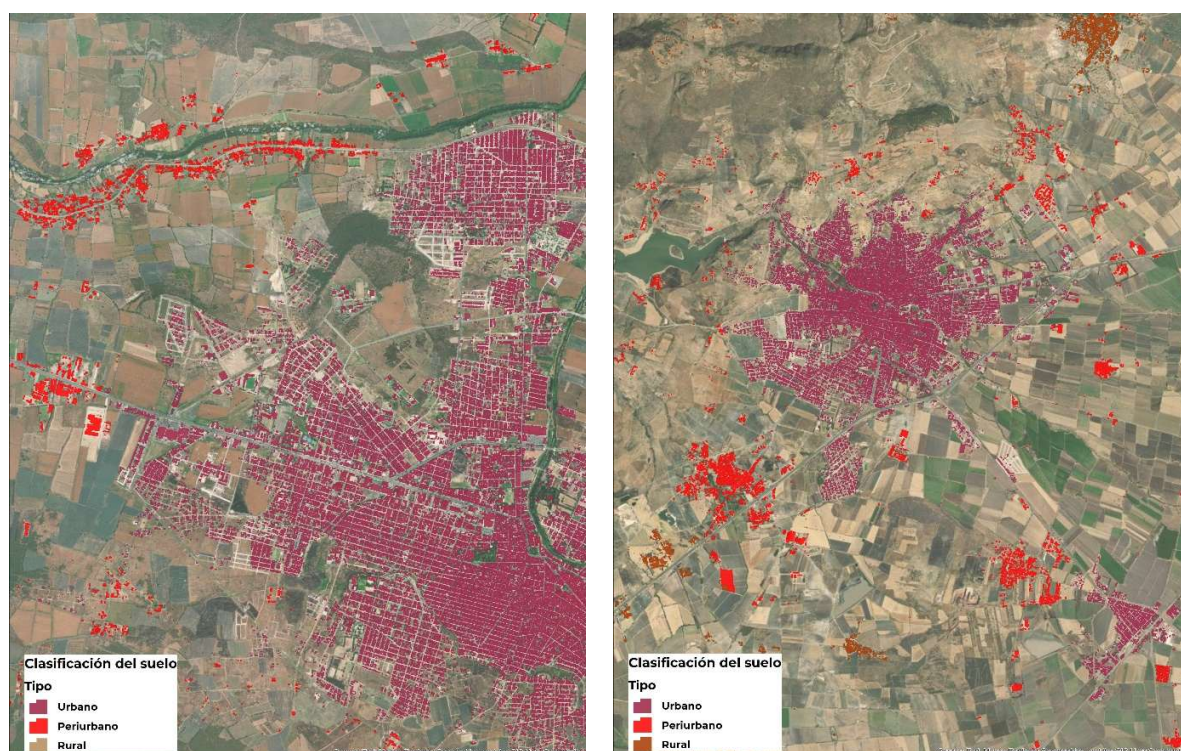 Clasificación del suelo
Tipo
Urbano
Periurbano
Rural
Clasificación del suelo
Tipo
Urbano
Periurbano
Rural